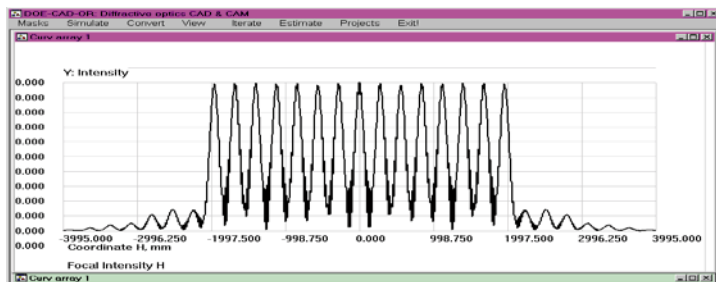 DOE-CAD-OR: Diffractive optics CAD & CAM
Masks Simulate Convert View Iterate Estimate Projects Exit!
Curv array 1
Y: Intensity
0.000
0.000
0.000
0.000
0.000
0.000
0.000
0.000
0.000
0.000
0.000
0.000
-3995.000 -2996.250 -1997.500 -998.750 0.000 998.750 1997.500 2996.250 3995.000
Coordinate H, mm
Focal Intensity H
Curv array 1